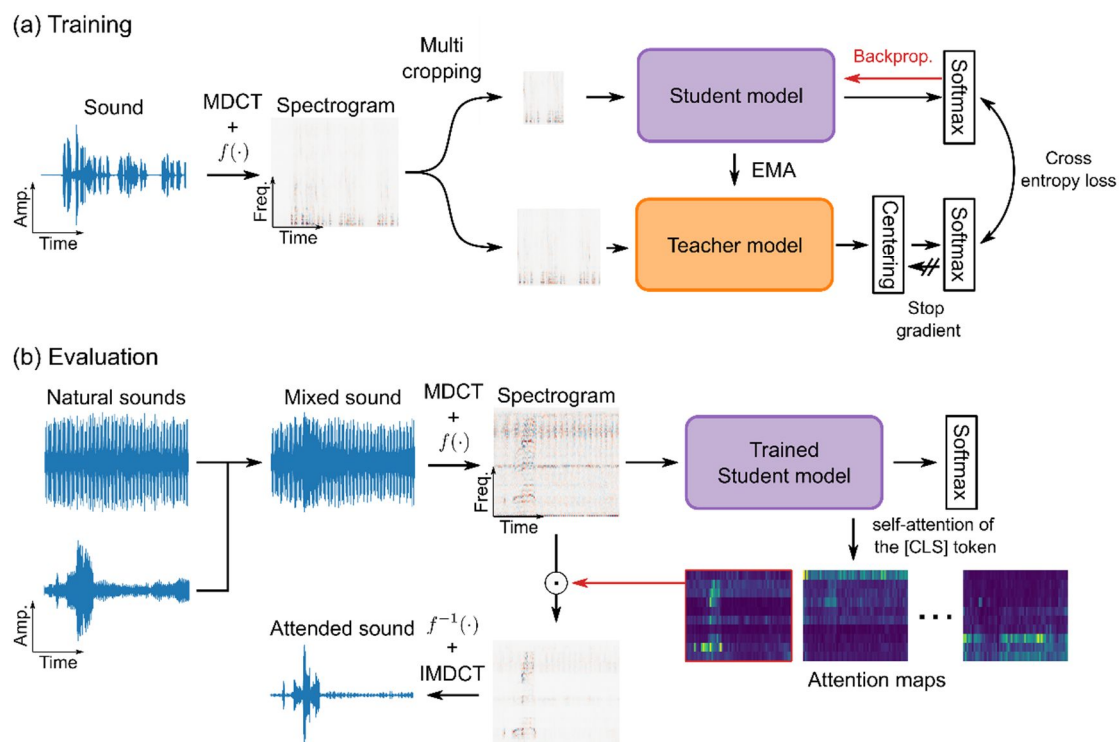 (a) Training
Sound
Amp.
Time
MDCT
+
f(·)
Spectrogram
Freq.
Time
Multi
cropping
Student model
Backprop.
Softmax
EMA
Cross
entropy loss
Teacher model
Centering
Softmax
Stop
gradient
(b) Evaluation
Natural sounds
Amp.
Time
Mixed sound
MDCT
+
f(·)
Spectrogram
Freq.
Time
Trained
Student model
Softmax
self-attention of
the [CLS] token
Attention maps
Attended sound
f⁻¹(·)
+
IMDCT